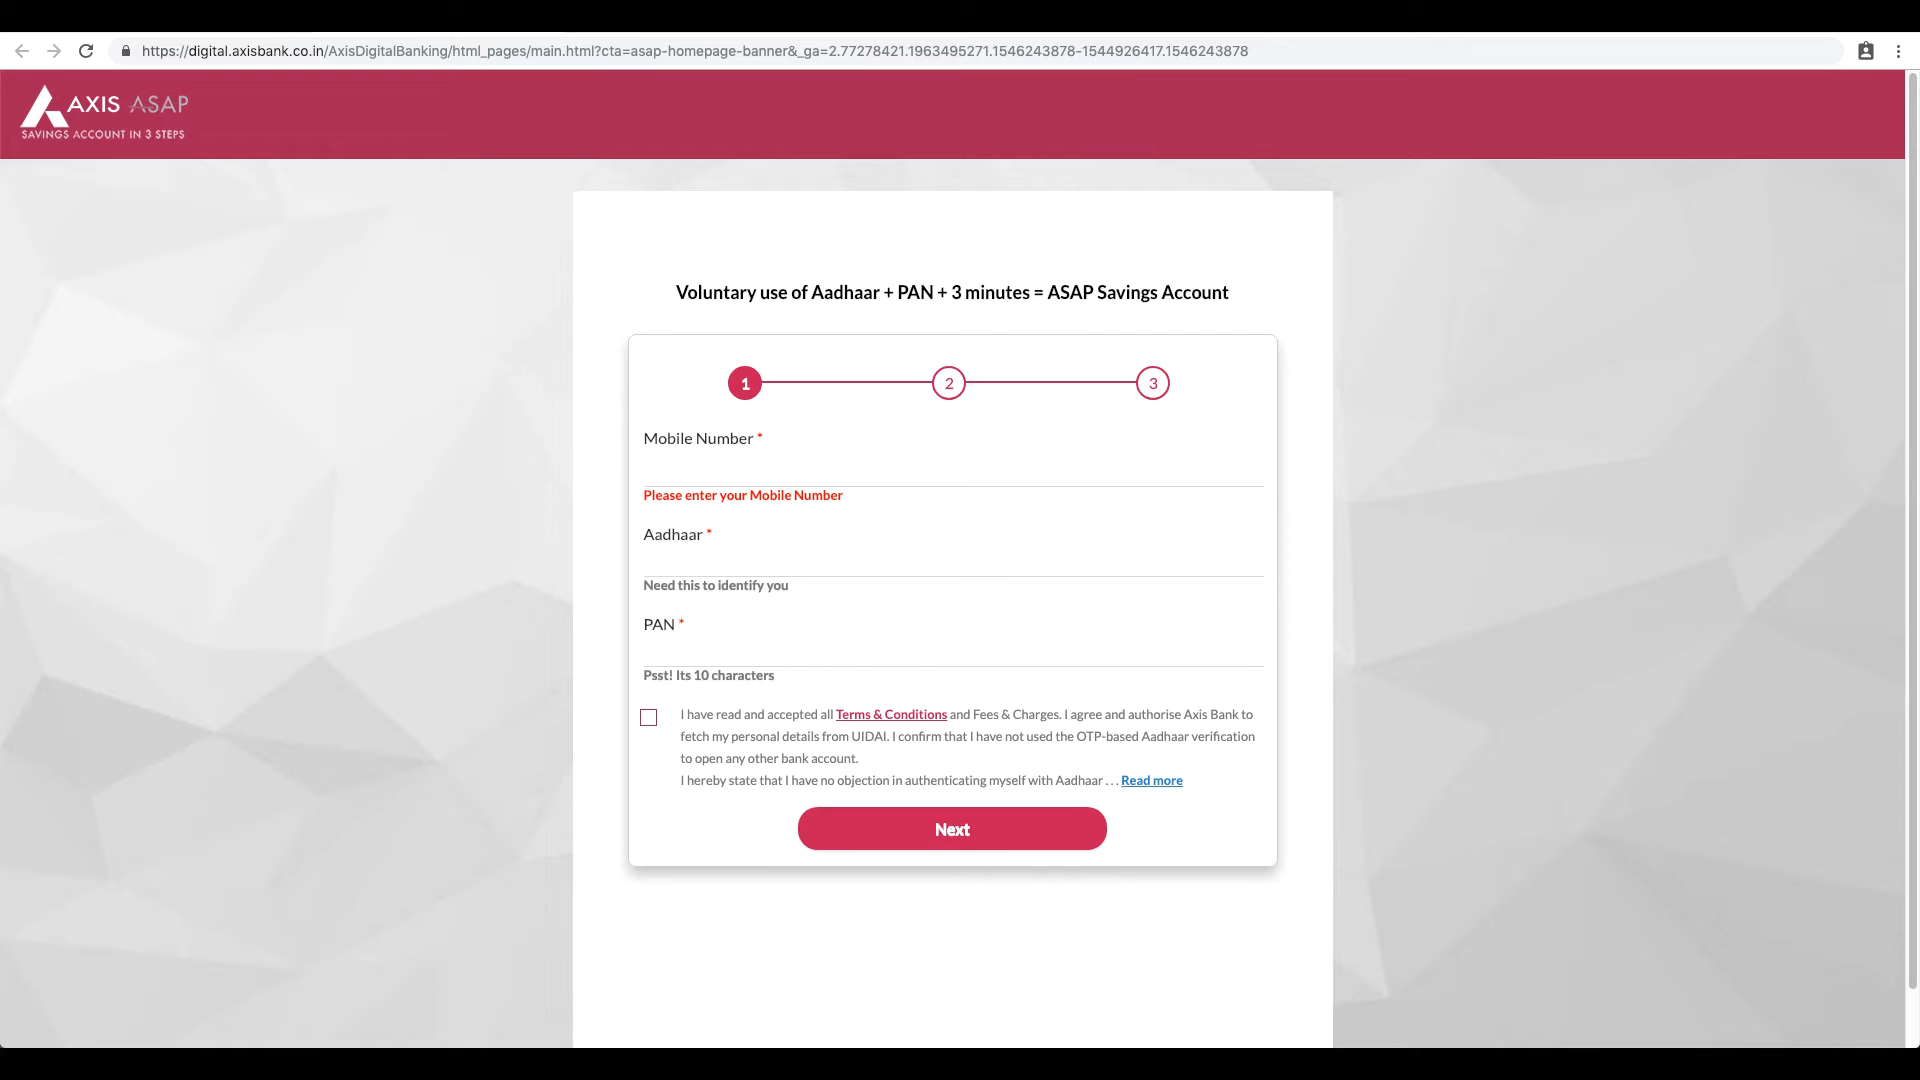 https://digital.axisbank.co.in/AxisDigitalBanking/html_pages/main.html?cta=asap-homepage-banner&_ga=2.77278421.1963495271.1546243878-1544926417.1546243878
AXIS ASAP
SAVINGS ACCOUNT IN 3 STEPS
Voluntary use of Aadhaar + PAN + 3 minutes = ASAP Savings Account
1 2 3
Mobile Number *
Please enter your Mobile Number
Aadhaar *
Need this to identify you
PAN *
Psst! Its 10 characters
I have read and accepted all Terms & Conditions and Fees & Charges. I agree and authorise Axis Bank to
fetch my personal details from UIDAI. I confirm that I have not used the OTP-based Aadhaar verification
to open any other bank account.
I hereby state that I have no objection in authenticating myself with Aadhaar . . . Read more
Next